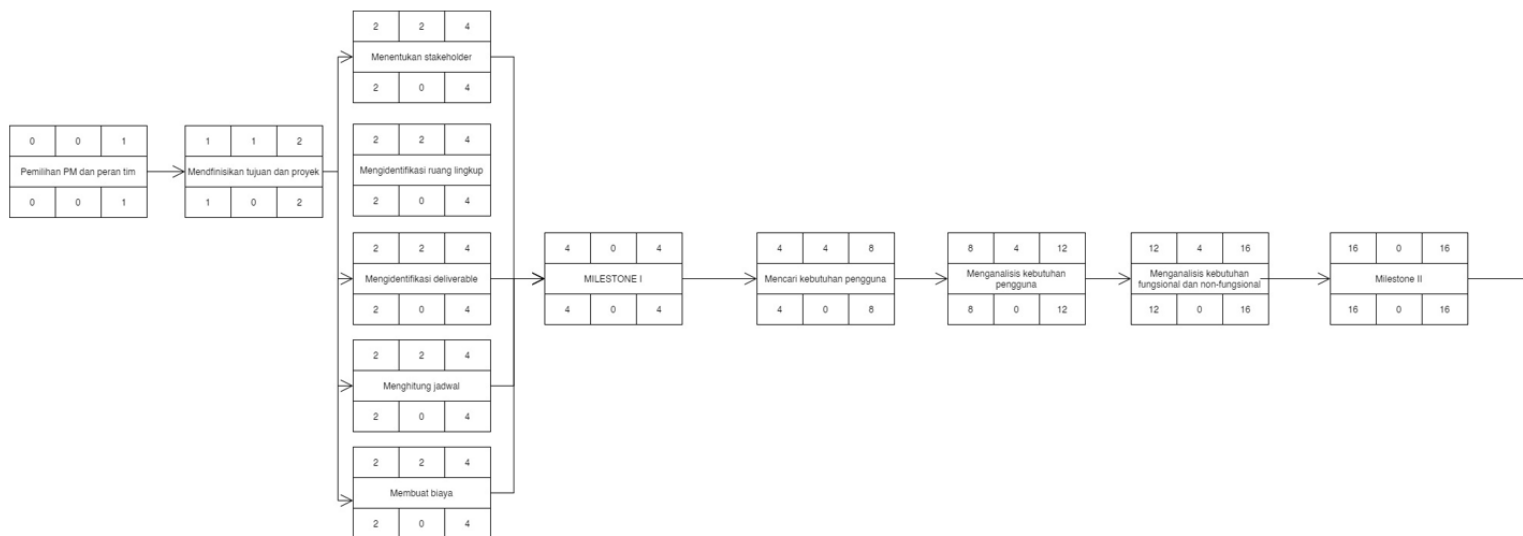 2 2 4
Menentukan stakeholder
2 0 4
0 0 1
Pemilihan PM dan peran tim
0 0 1
1 1 2
Mendfinisikan tujuan dan proyek
1 0 2
2 2 4
Mengidentifikasi ruang lingkup
2 0 4
2 2 4
Mengidentifikasi deliverable
2 0 4
4 0 4
MILESTONE I
4 0 4
4 4 8
Mencari kebutuhan pengguna
4 0 8
8 4 12
Menganalisis kebutuhan
pengguna
8 0 12
12 4 16
Menganalisis kebutuhan
fungsional dan non-fungsional
12 0 16
16 0 16
Milestone II
16 0 16
2 2 4
Menghitung jadwal
2 0 4
2 2 4
Membuat biaya
2 0 4